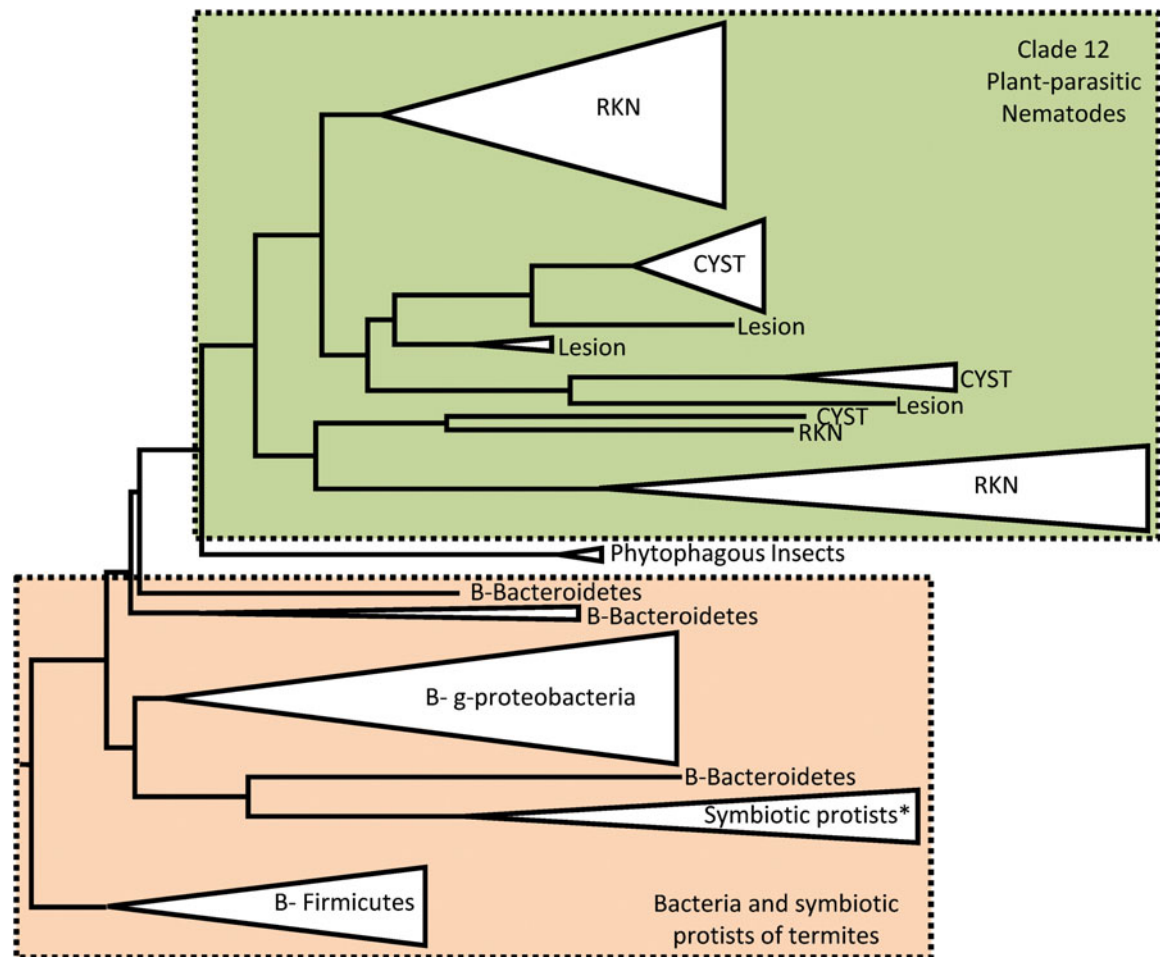 Clade 12
Plant-parasitic
Nematodes
RKN
CYST
Lesion
Lesion
CYST
Lesion
CYST
RKN
RKN
Phytophagous Insects
B-Bacteroidetes
B-Bacteroidetes
B- g-proteobacteria
B-Bacteroidetes
Symbiotic protists*
B- Firmicutes
Bacteria and symbiotic
protists of termites